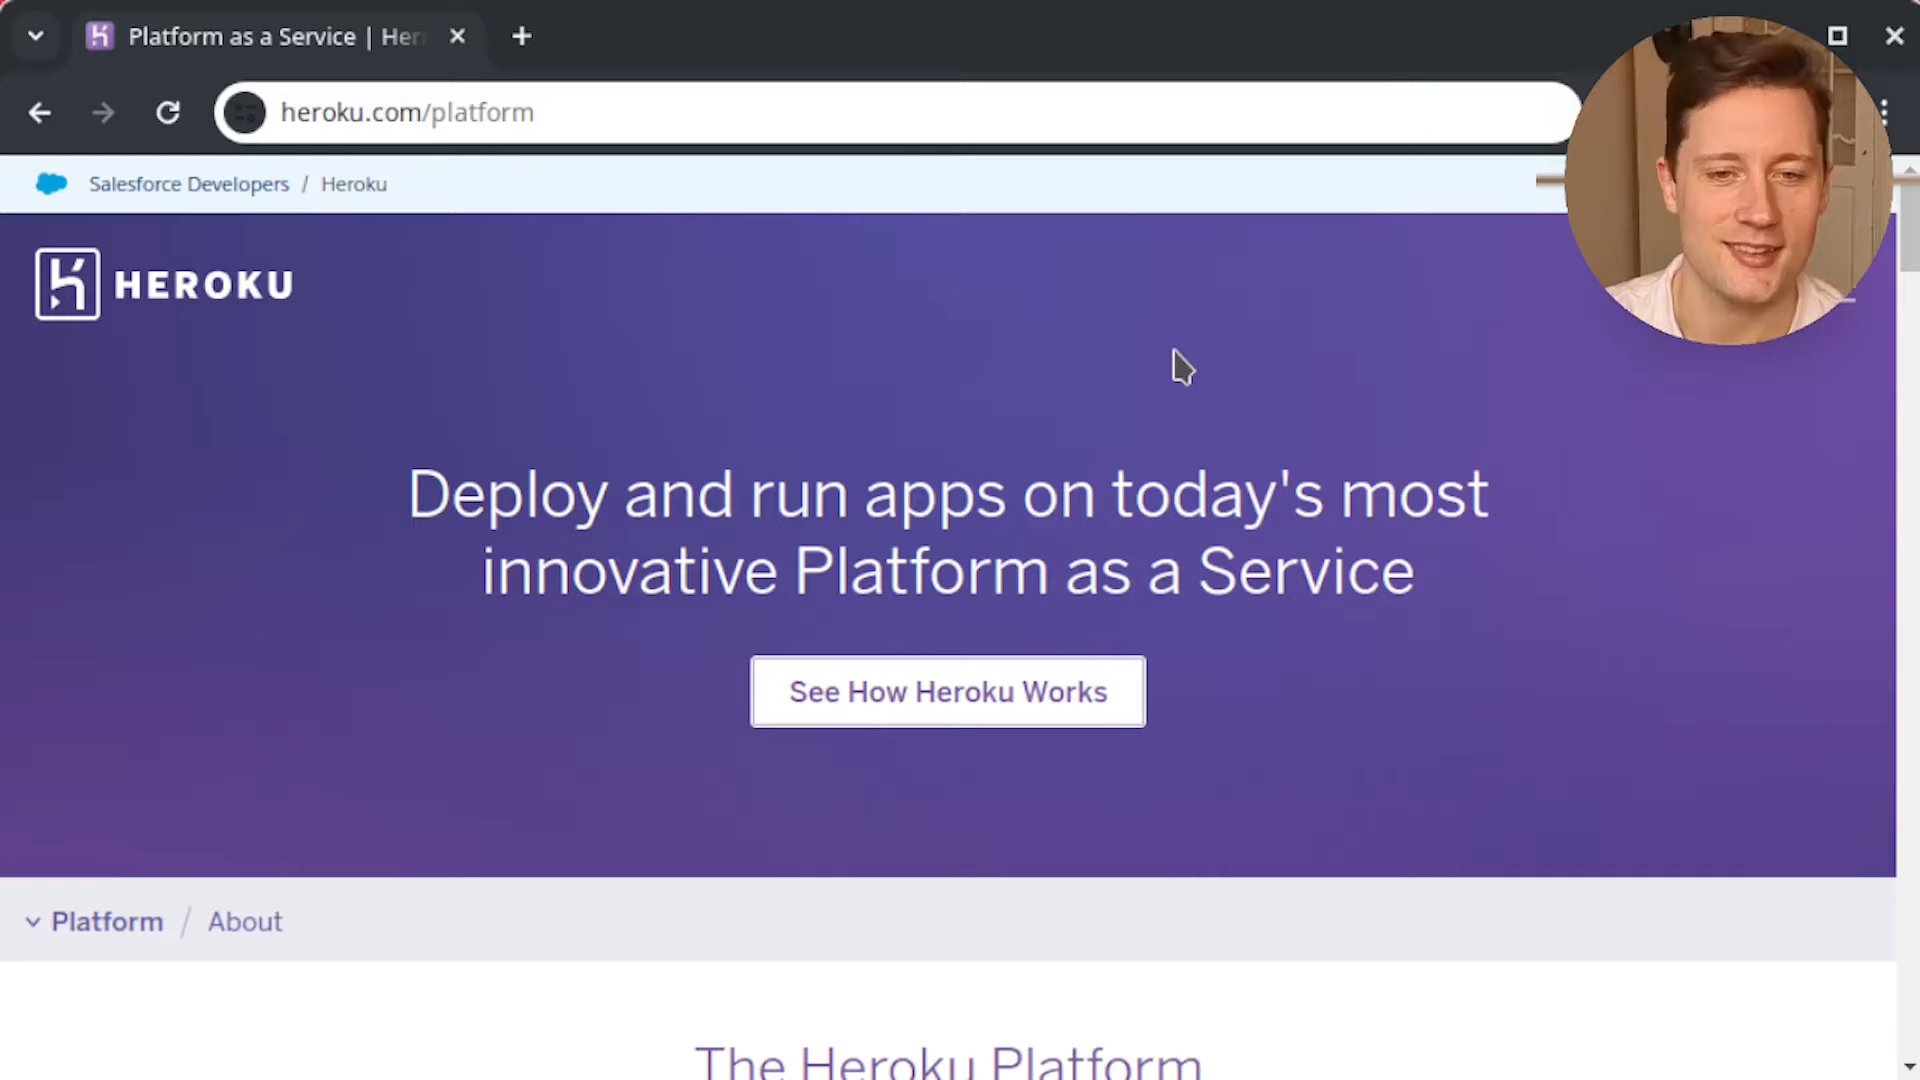 Platform as a Service | Her
heroku.com/platform
Salesforce Developers / Heroku
HEROKU
Deploy and run apps on today's most
innovative Platform as a Service
See How Heroku Works
Platform / About
The Heroku Platform